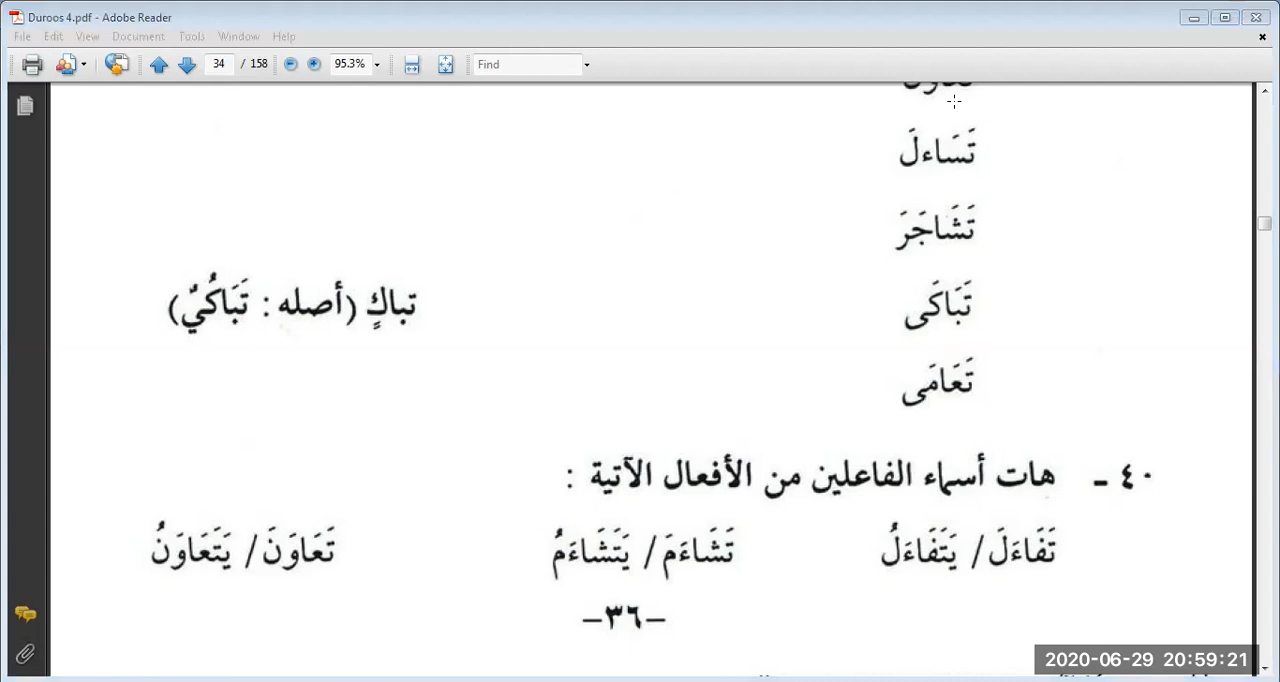 Duroos 4.pdf - Adobe Reader
File Edit View Document Tools Window Help
34 / 158 95.3% Find
تَسَاءلَ
تَشَاجَرَ
تَبَاكَى تباكٍ (أصله : تَبَاكُيٌ)
تَعَامَى
٤٠ - هات أسماء الفاعلين من الأفعال الآتية :
تَفَاءَلَ / يَتَفَاءَلُ تَشَاءَمَ / يَتَشَاءَمُ تَعَاوَنَ / يَتَعَاوَنُ
-٣٦-
2020-06-29 20:59:21